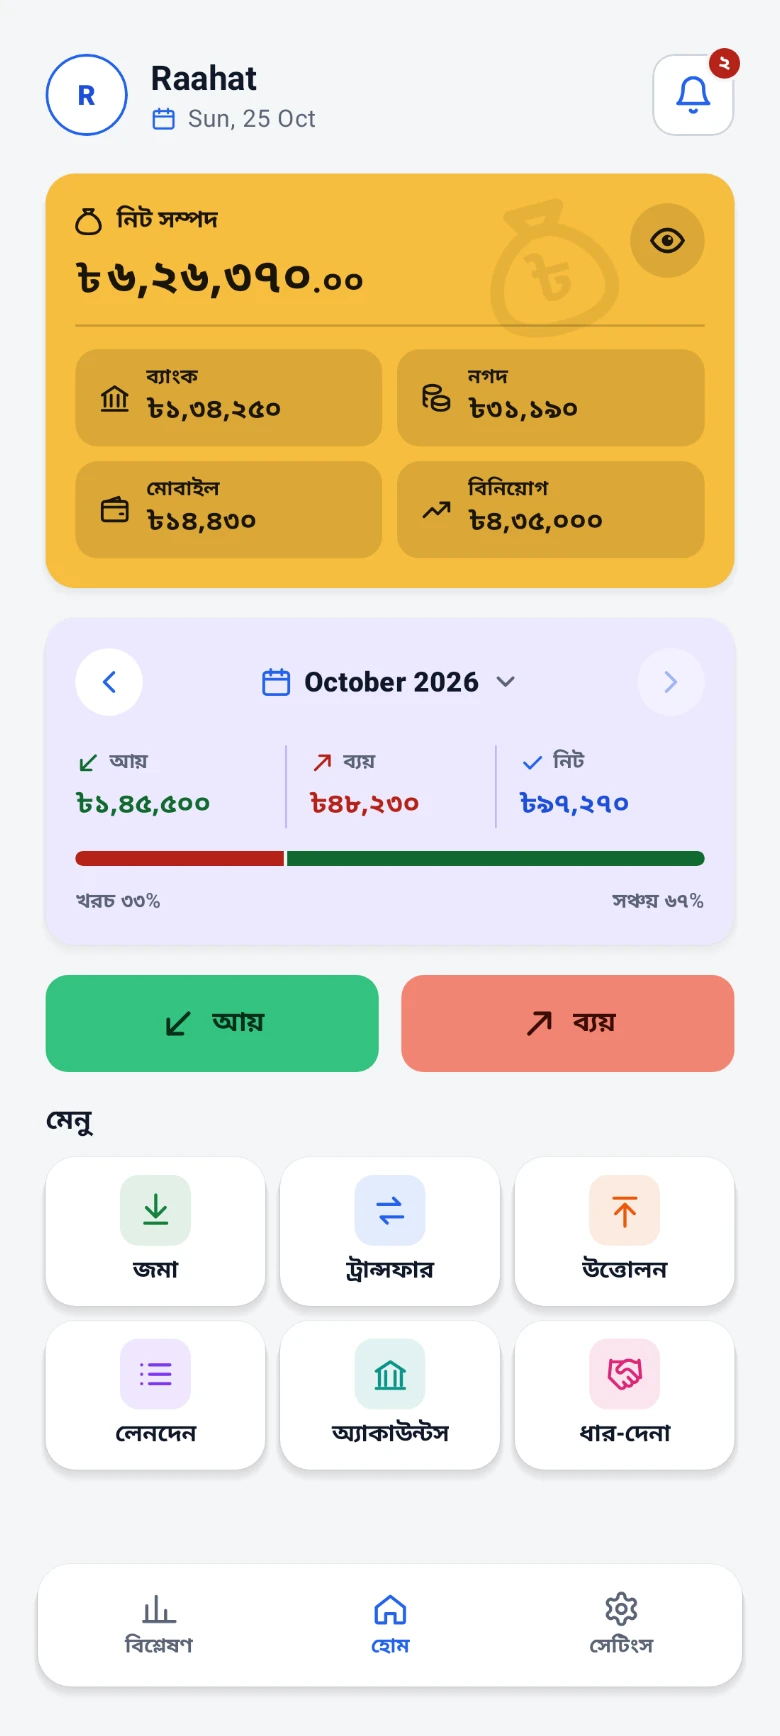 R
Raahat
Sun, 25 Oct
২
নিট সম্পদ
৳৬,২৬,৩৭০.০০
৳
ব্যাংক
৳১,৩৪,২৫০
নগদ
৳৩১,১৯০
মোবাইল
৳১৪,৪৩০
বিনিয়োগ
৳৪,৩৫,০০০
October 2026
আয়
৳১,৪৫,৫০০
ব্যয়
৳৪৮,২৩০
নিট
৳৯৭,২৭০
খরচ ৩৩%
সঞ্চয় ৬৭%
আয়
ব্যয়
মেনু
জমা
ট্রান্সফার
উত্তোলন
লেনদেন
অ্যাকাউন্টস
ধার-দেনা
বিশ্লেষণ
হোম
সেটিংস